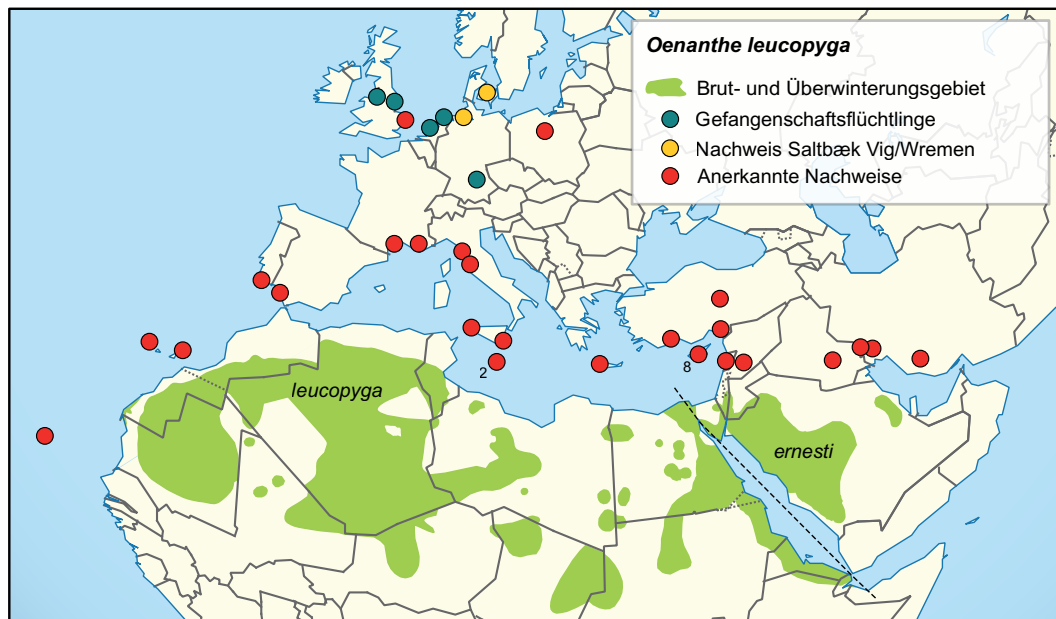 Oenanthe leucopyga
Brut- und Überwinterungsgebiet
Gefangenschaftsflüchtlinge
Nachweis Saltbæk Vig/Wremen
Anerkannte Nachweise
leucopyga
2
8
ernesti